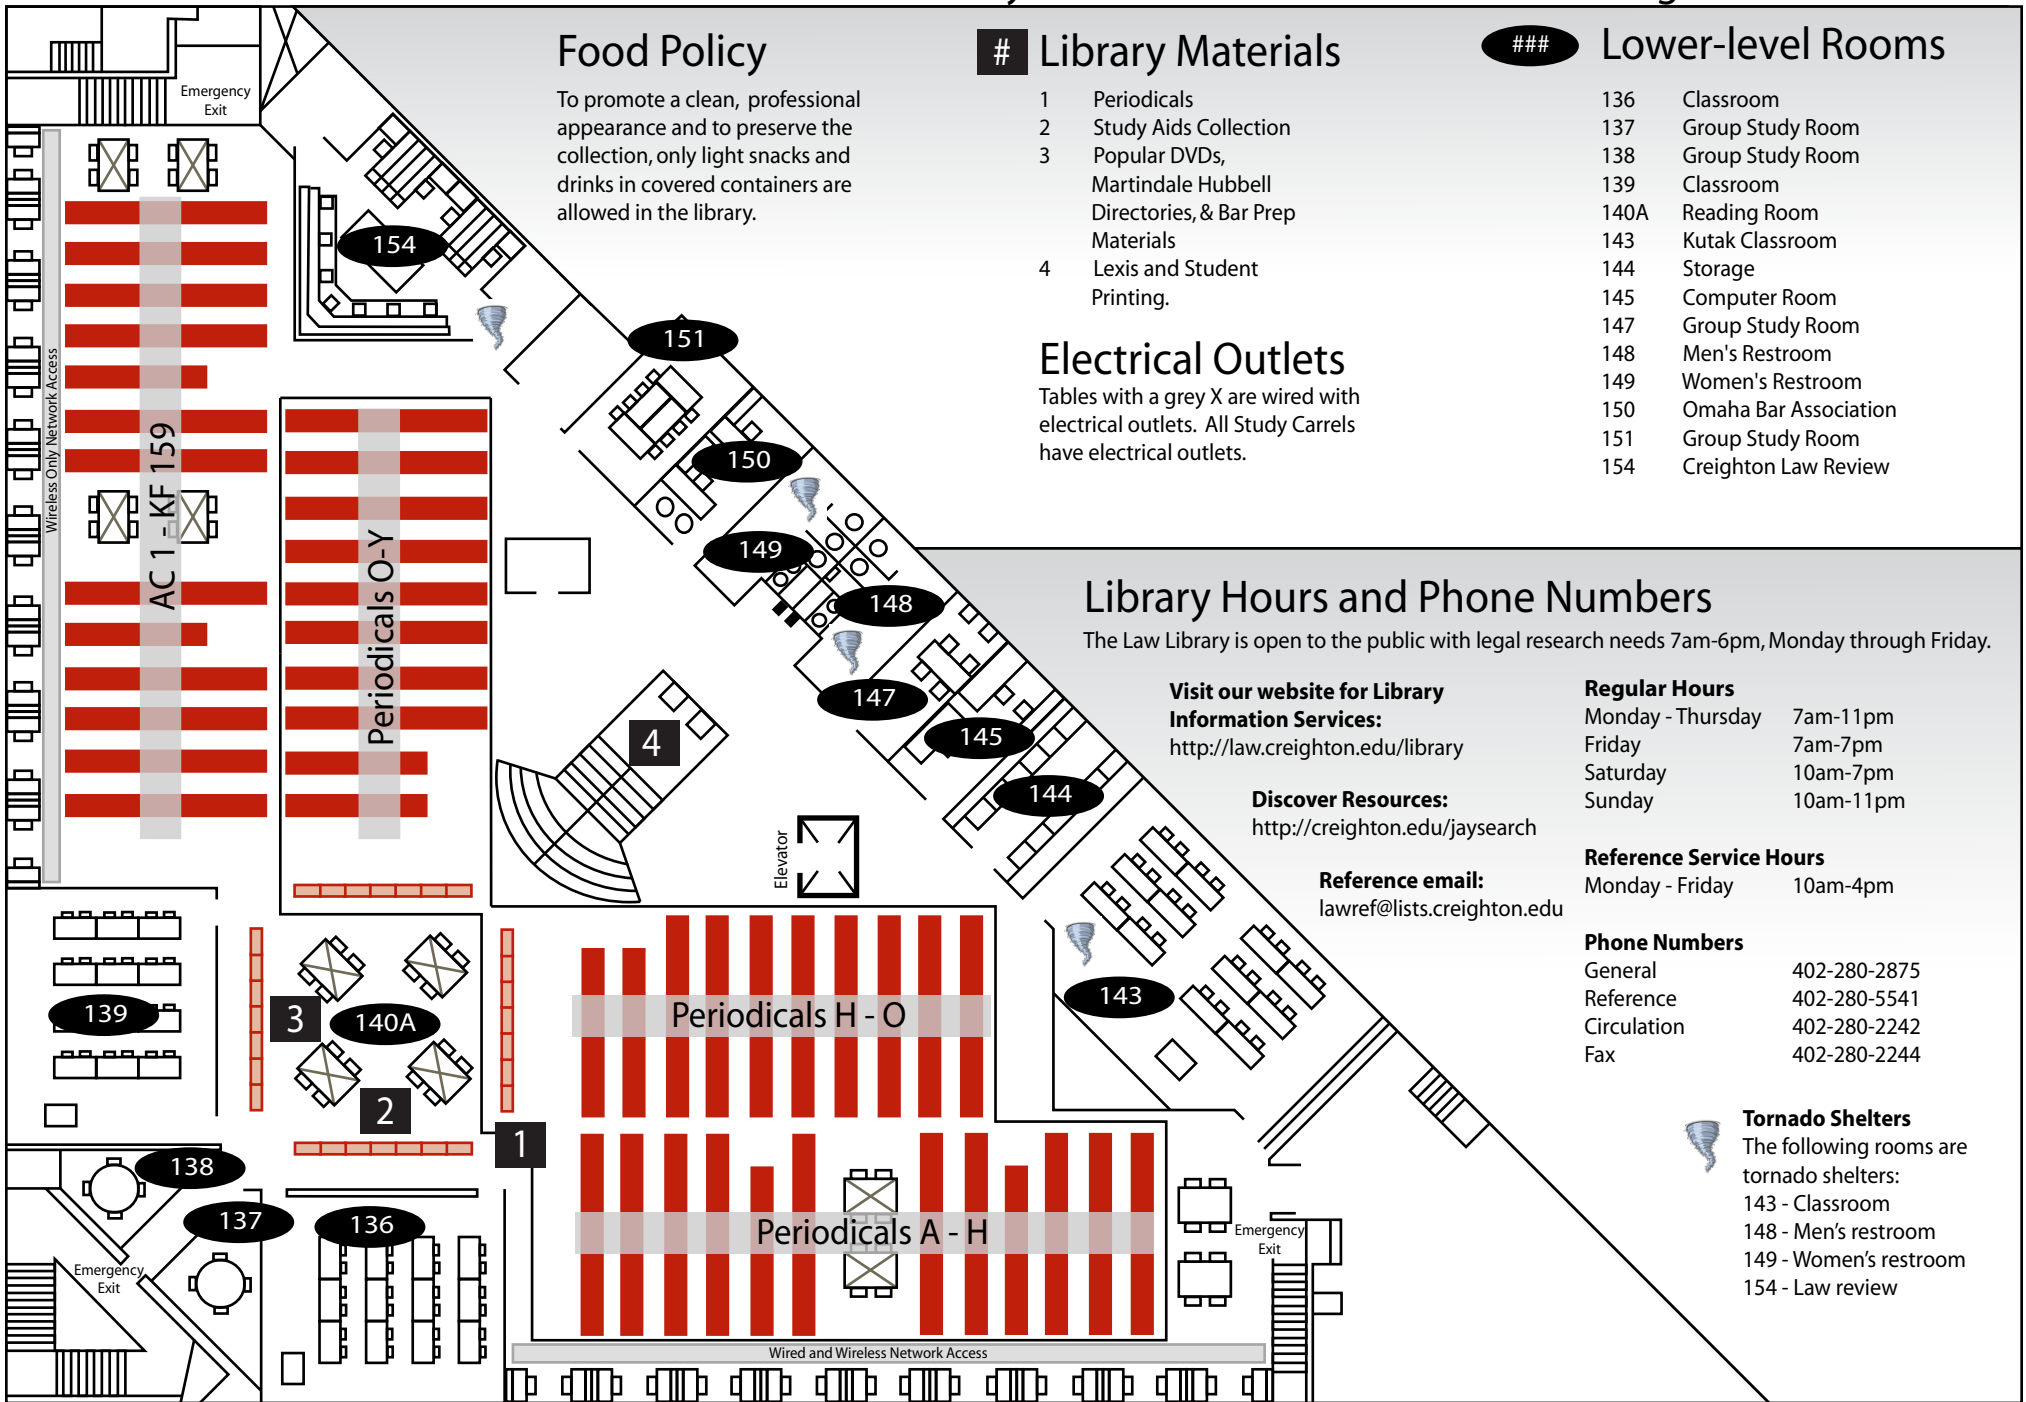 Food Policy
To promote a clean, professional
appearance and to preserve the
collection, only light snacks and
drinks in covered containers are
allowed in the library.
# Library Materials
1 Periodicals
2 Study Aids Collection
3 Popular DVDs,
Martindale Hubbell
Directories, & Bar Prep
Materials
4 Lexis and Student
Printing.
Electrical Outlets
Tables with a grey X are wired with
electrical outlets. All Study Carrels
have electrical outlets.
### Lower-level Rooms
136 Classroom
137 Group Study Room
138 Group Study Room
139 Classroom
140A Reading Room
143 Kutak Classroom
144 Storage
145 Computer Room
147 Group Study Room
148 Men's Restroom
149 Women's Restroom
150 Omaha Bar Association
151 Group Study Room
154 Creighton Law Review
Library Hours and Phone Numbers
The Law Library is open to the public with legal research needs 7am-6pm, Monday through Friday.
Visit our website for Library
Information Services:
http://law.creighton.edu/library
Discover Resources:
http://creighton.edu/jaysearch
Reference email:
lawref@lists.creighton.edu
Regular Hours
Monday - Thursday 7am-11pm
Friday 7am-7pm
Saturday 10am-7pm
Sunday 10am-11pm
Reference Service Hours
Monday - Friday 10am-4pm
Phone Numbers
General 402-280-2875
Reference 402-280-5541
Circulation 402-280-2242
Fax 402-280-2244
Tornado Shelters
The following rooms are
tornado shelters:
143 - Classroom
148 - Men's restroom
149 - Women's restroom
154 - Law review
Emergency
Exit
154
151
150
149
148
147
145
144
143
Wireless Only Network Access
AC 1 - KF 159
Periodicals O-Y
4
Elevator
139
3
140A
2
1
Periodicals H - O
Periodicals A - H
138
137
136
Emergency
Exit
Emergency
Exit
Wired and Wireless Network Access